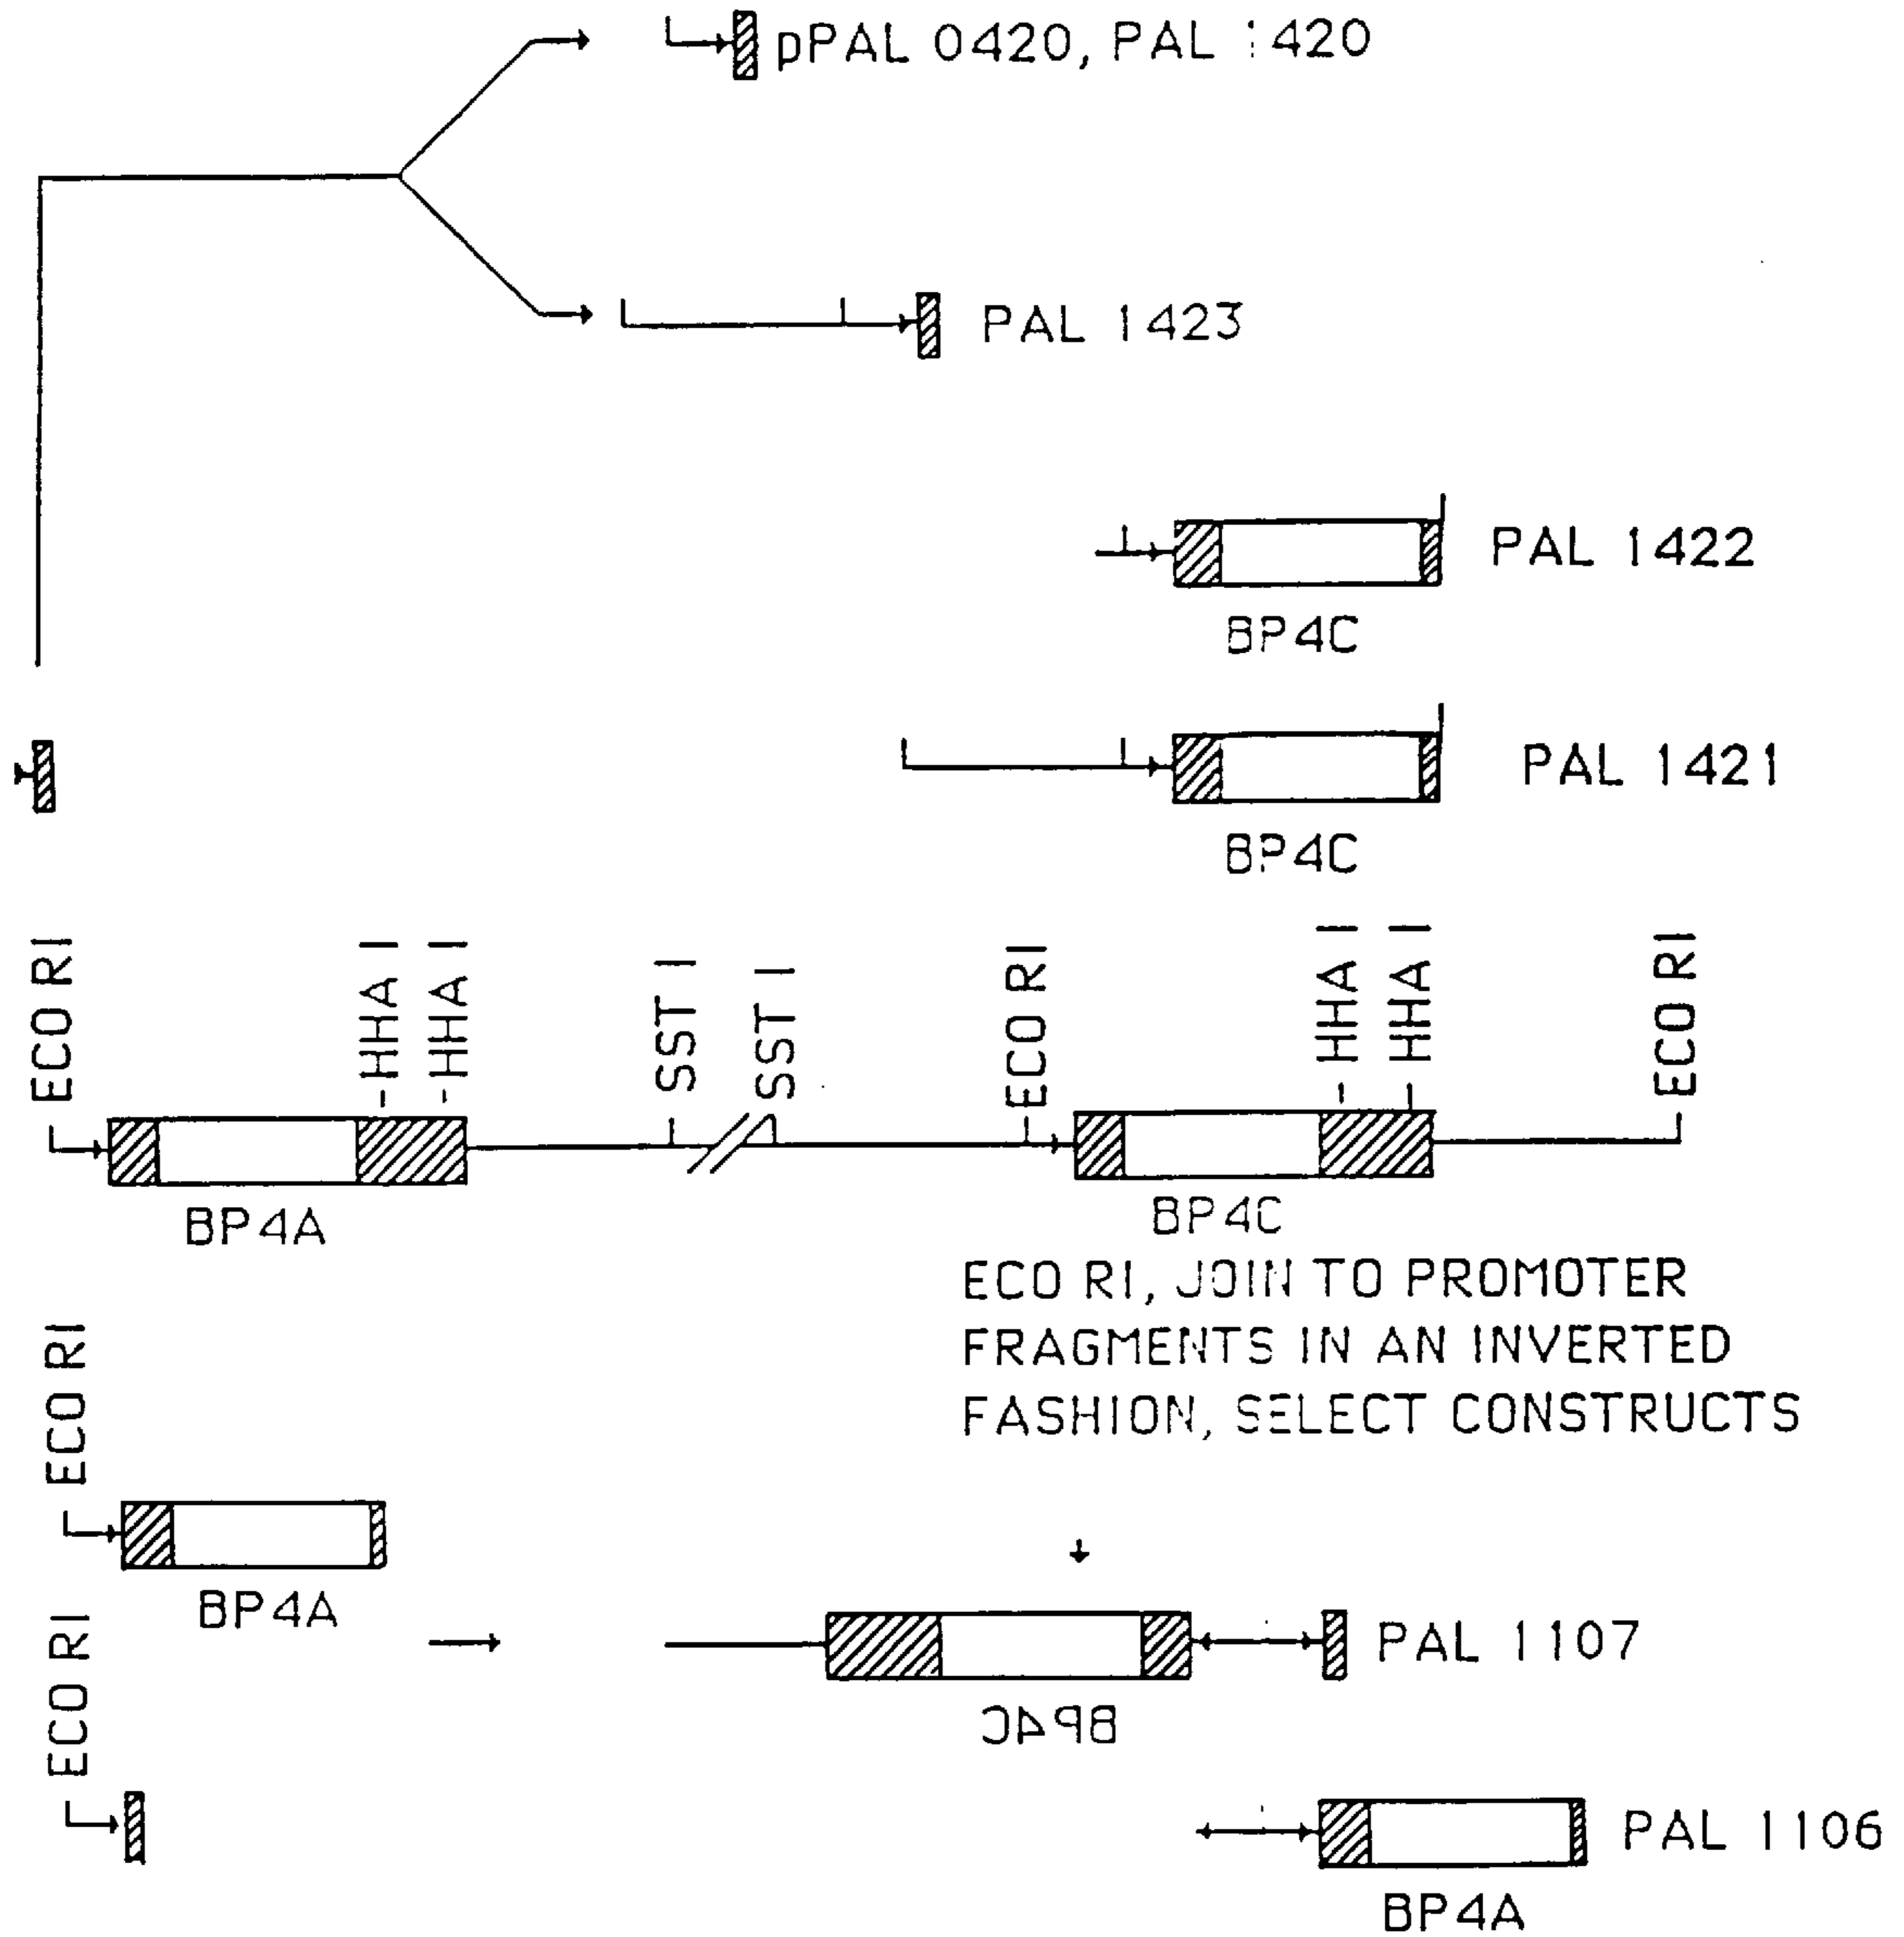 pPAL 0420, PAL 1420
PAL 1423
PAL 1422
BP4C
PAL 1421
BP4C
ECO RI
HHA I
HHA I
SST I
SST I
ECO RI
HHA I
HHA I
ECO RI
BP4A
BP4C
ECO RI, JOIN TO PROMOTER
FRAGMENTS IN AN INVERTED
FASHION, SELECT CONSTRUCTS
ECO RI
BP4A
ECO RI
PAL 1107
BP4C
PAL 1106
BP4A